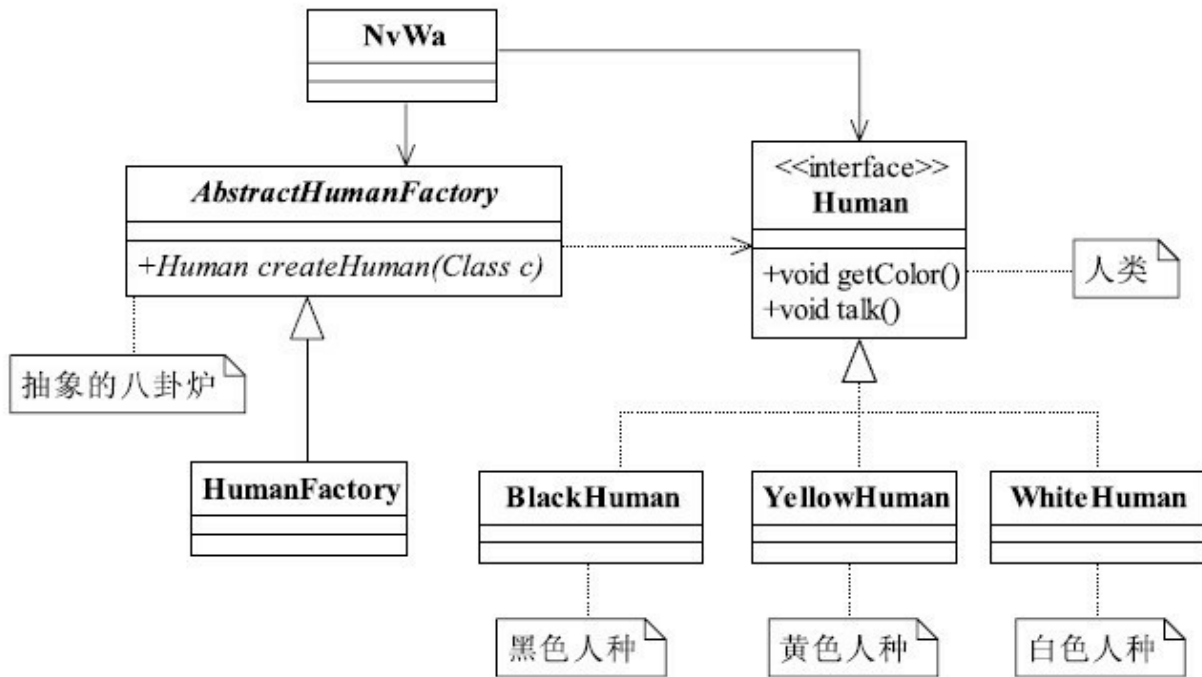 NvWa
AbstractHumanFactory
+Human createHuman(Class c)
<<interface>>
Human
+void getColor()
+void talk()
人类
抽象的八卦炉
HumanFactory
BlackHuman
YellowHuman
WhiteHuman
黑色人种
黄色人种
白色人种